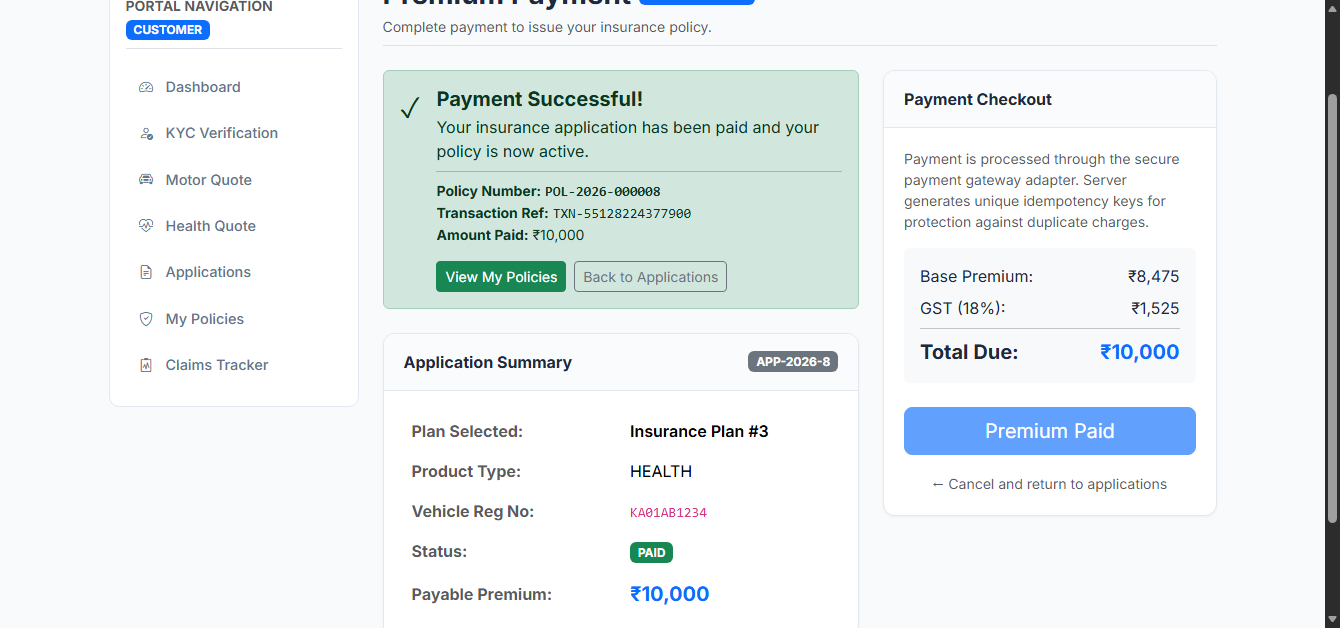 PORTAL NAVIGATION
CUSTOMER
Dashboard
KYC Verification
Motor Quote
Health Quote
Applications
My Policies
Claims Tracker
Premium Payment
Complete payment to issue your insurance policy.
✓ Payment Successful!
Your insurance application has been paid and your
policy is now active.
Policy Number: POL-2026-000008
Transaction Ref: TXN-55128224377900
Amount Paid: ₹10,000
View My Policies Back to Applications
Application Summary APP-2026-8
Plan Selected: Insurance Plan #3
Product Type: HEALTH
Vehicle Reg No: KA01AB1234
Status: PAID
Payable Premium: ₹10,000
Payment Checkout
Payment is processed through the secure
payment gateway adapter. Server
generates unique idempotency keys for
protection against duplicate charges.
Base Premium: ₹8,475
GST (18%): ₹1,525
Total Due: ₹10,000
Premium Paid
← Cancel and return to applications